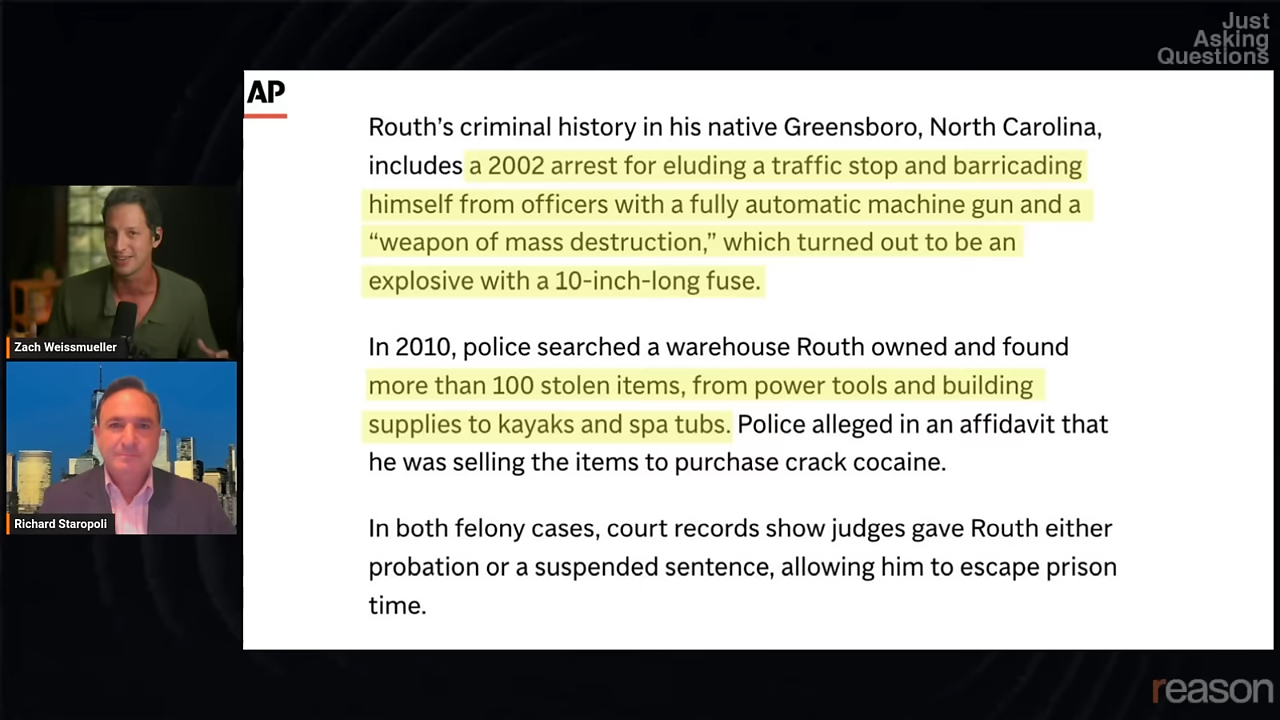 Just
Asking
Questions
AP
Routh’s criminal history in his native Greensboro, North Carolina,
includes a 2002 arrest for eluding a traffic stop and barricading
himself from officers with a fully automatic machine gun and a
“weapon of mass destruction,” which turned out to be an
explosive with a 10-inch-long fuse.
In 2010, police searched a warehouse Routh owned and found
more than 100 stolen items, from power tools and building
supplies to kayaks and spa tubs. Police alleged in an affidavit that
he was selling the items to purchase crack cocaine.
In both felony cases, court records show judges gave Routh either
probation or a suspended sentence, allowing him to escape prison
time.
Zach Weissmueller
Richard Staropoli
reason